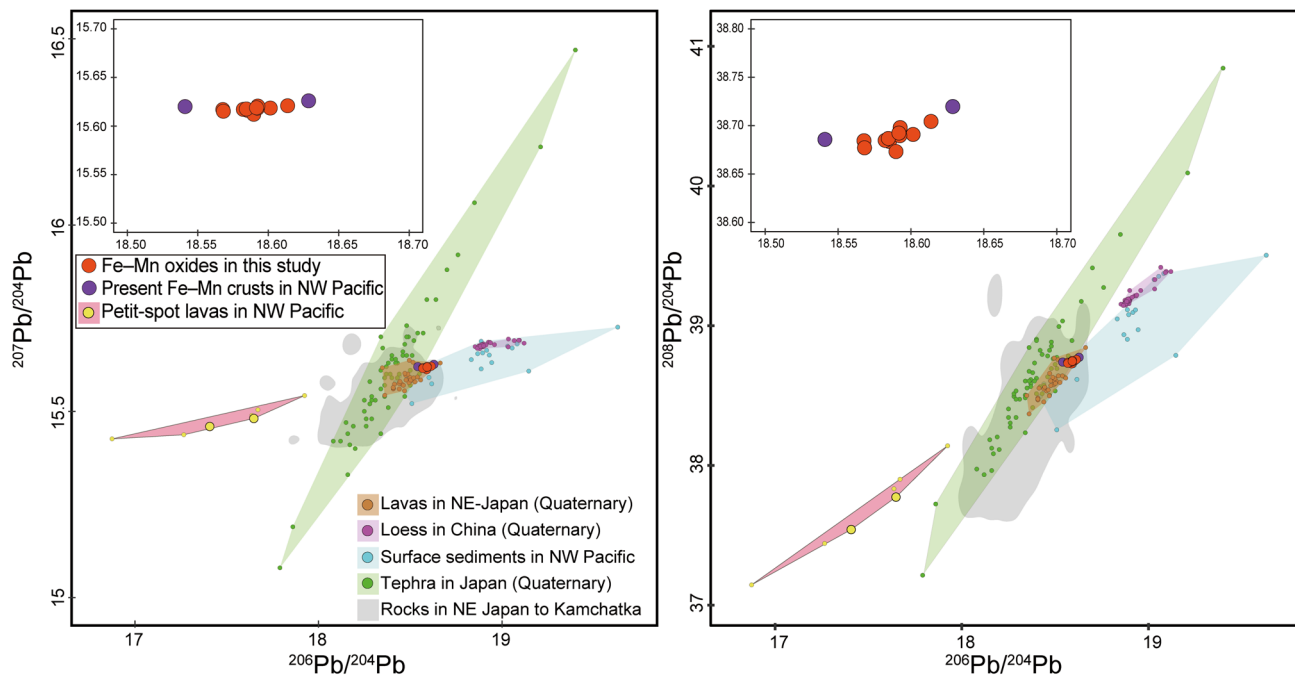 15.70
15.65
15.60
15.55
15.50
18.50 18.55 18.60 18.65 18.70
16.5
16
15.5
15
207Pb/204Pb
Fe–Mn oxides in this study
Present Fe–Mn crusts in NW Pacific
Petit-spot lavas in NW Pacific
Lavas in NE-Japan (Quaternary)
Loess in China (Quaternary)
Surface sediments in NW Pacific
Tephra in Japan (Quaternary)
Rocks in NE Japan to Kamchatka
17 18 19
206Pb/204Pb
38.80
38.75
38.70
38.65
38.60
18.50 18.55 18.60 18.65 18.70
41
40
39
38
37
208Pb/204Pb
17 18 19
206Pb/204Pb